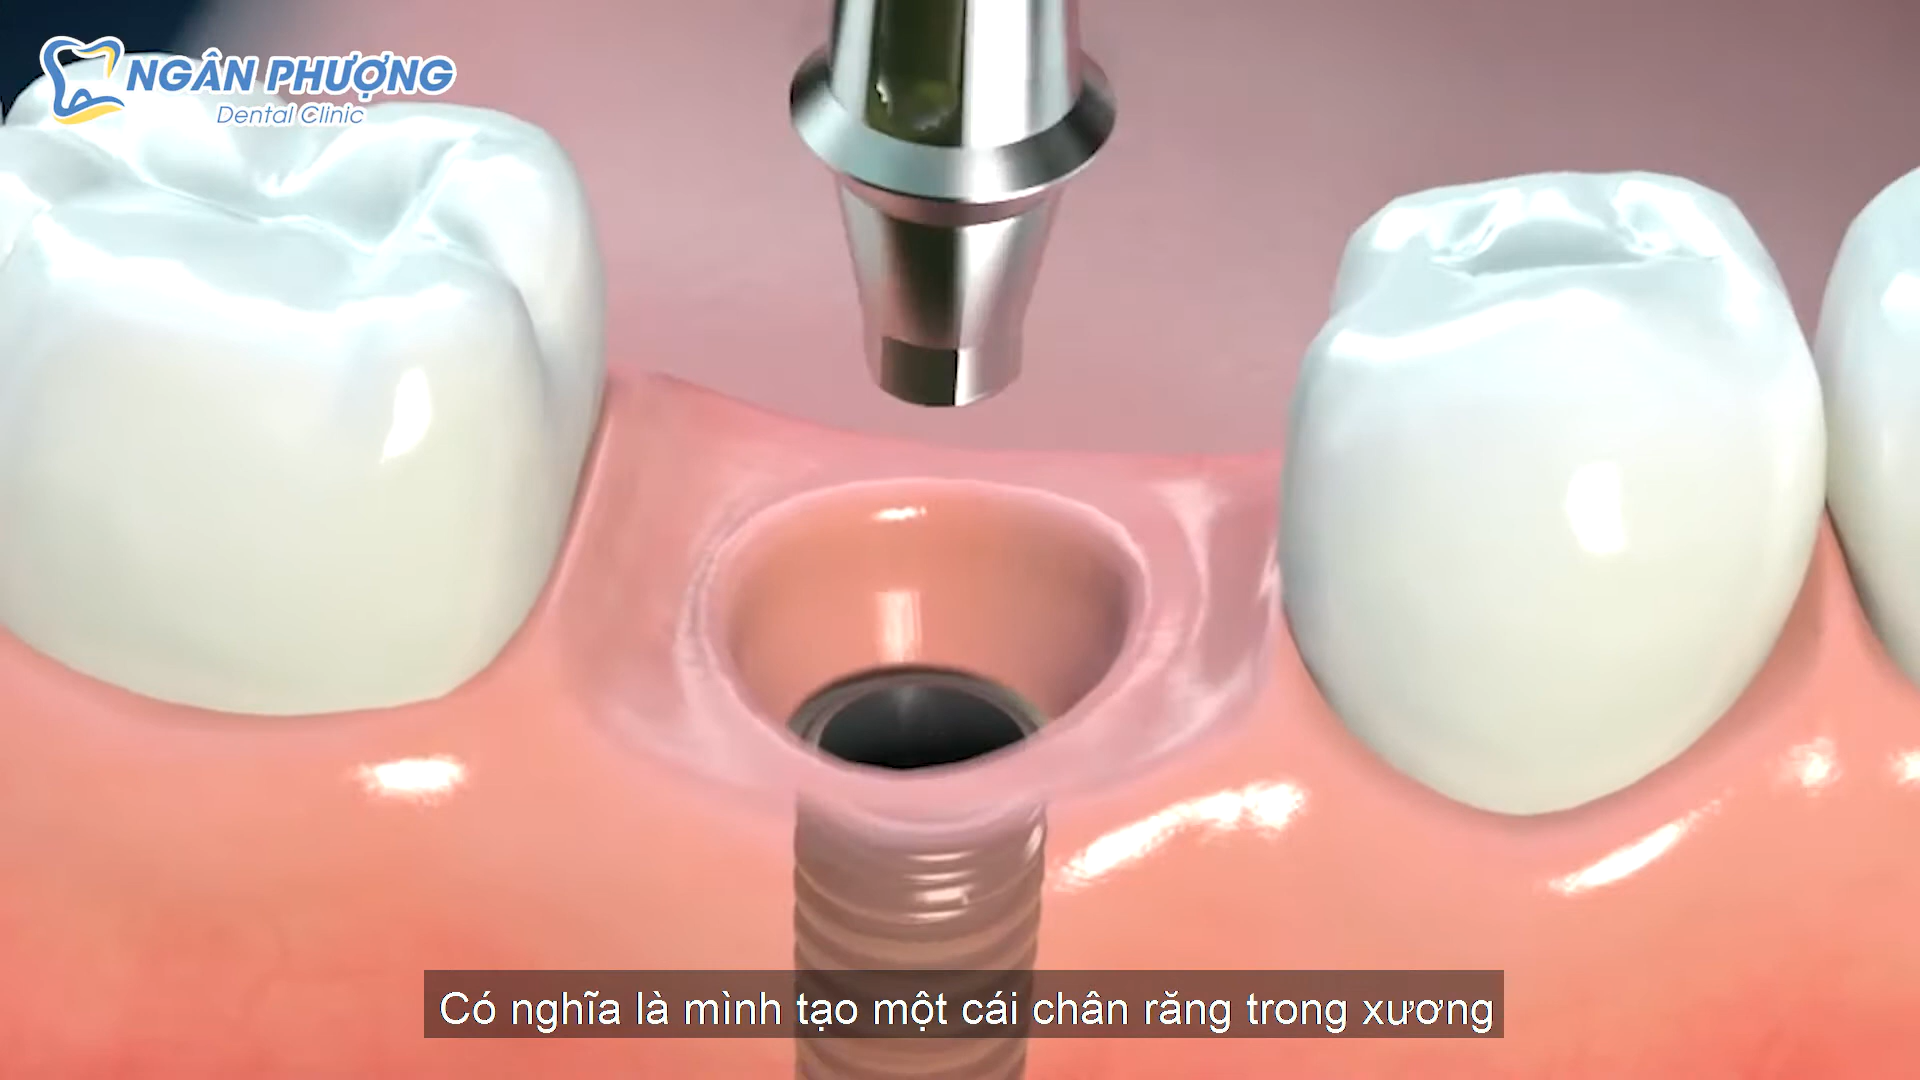 NGÂN PHƯỢNG
Dental Clinic
Có nghĩa là mình tạo một cái chân răng trong xương